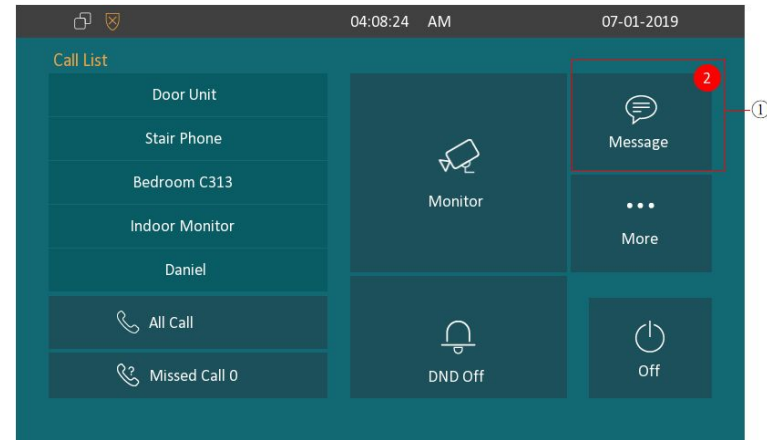 04:08:24 AM 07-01-2019
Call List
Door Unit
Stair Phone
Bedroom C313
Indoor Monitor
Daniel
All Call
Missed Call 0
Monitor
DND Off
2
Message
More
Off
①